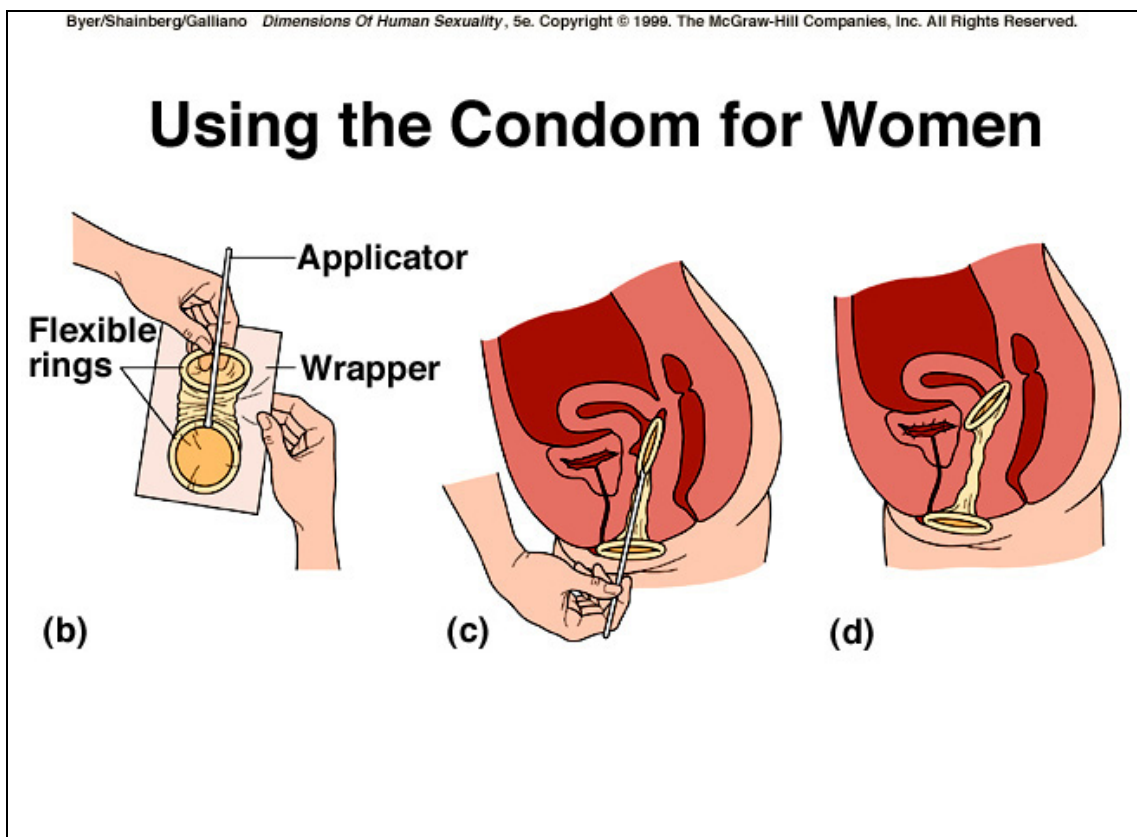 Byer/Shainberg/Galliano Dimensions Of Human Sexuality, 5e. Copyright © 1999. The McGraw-Hill Companies, Inc. All Rights Reserved.
Using the Condom for Women
Applicator
Flexible
rings
Wrapper
(b)
(c)
(d)